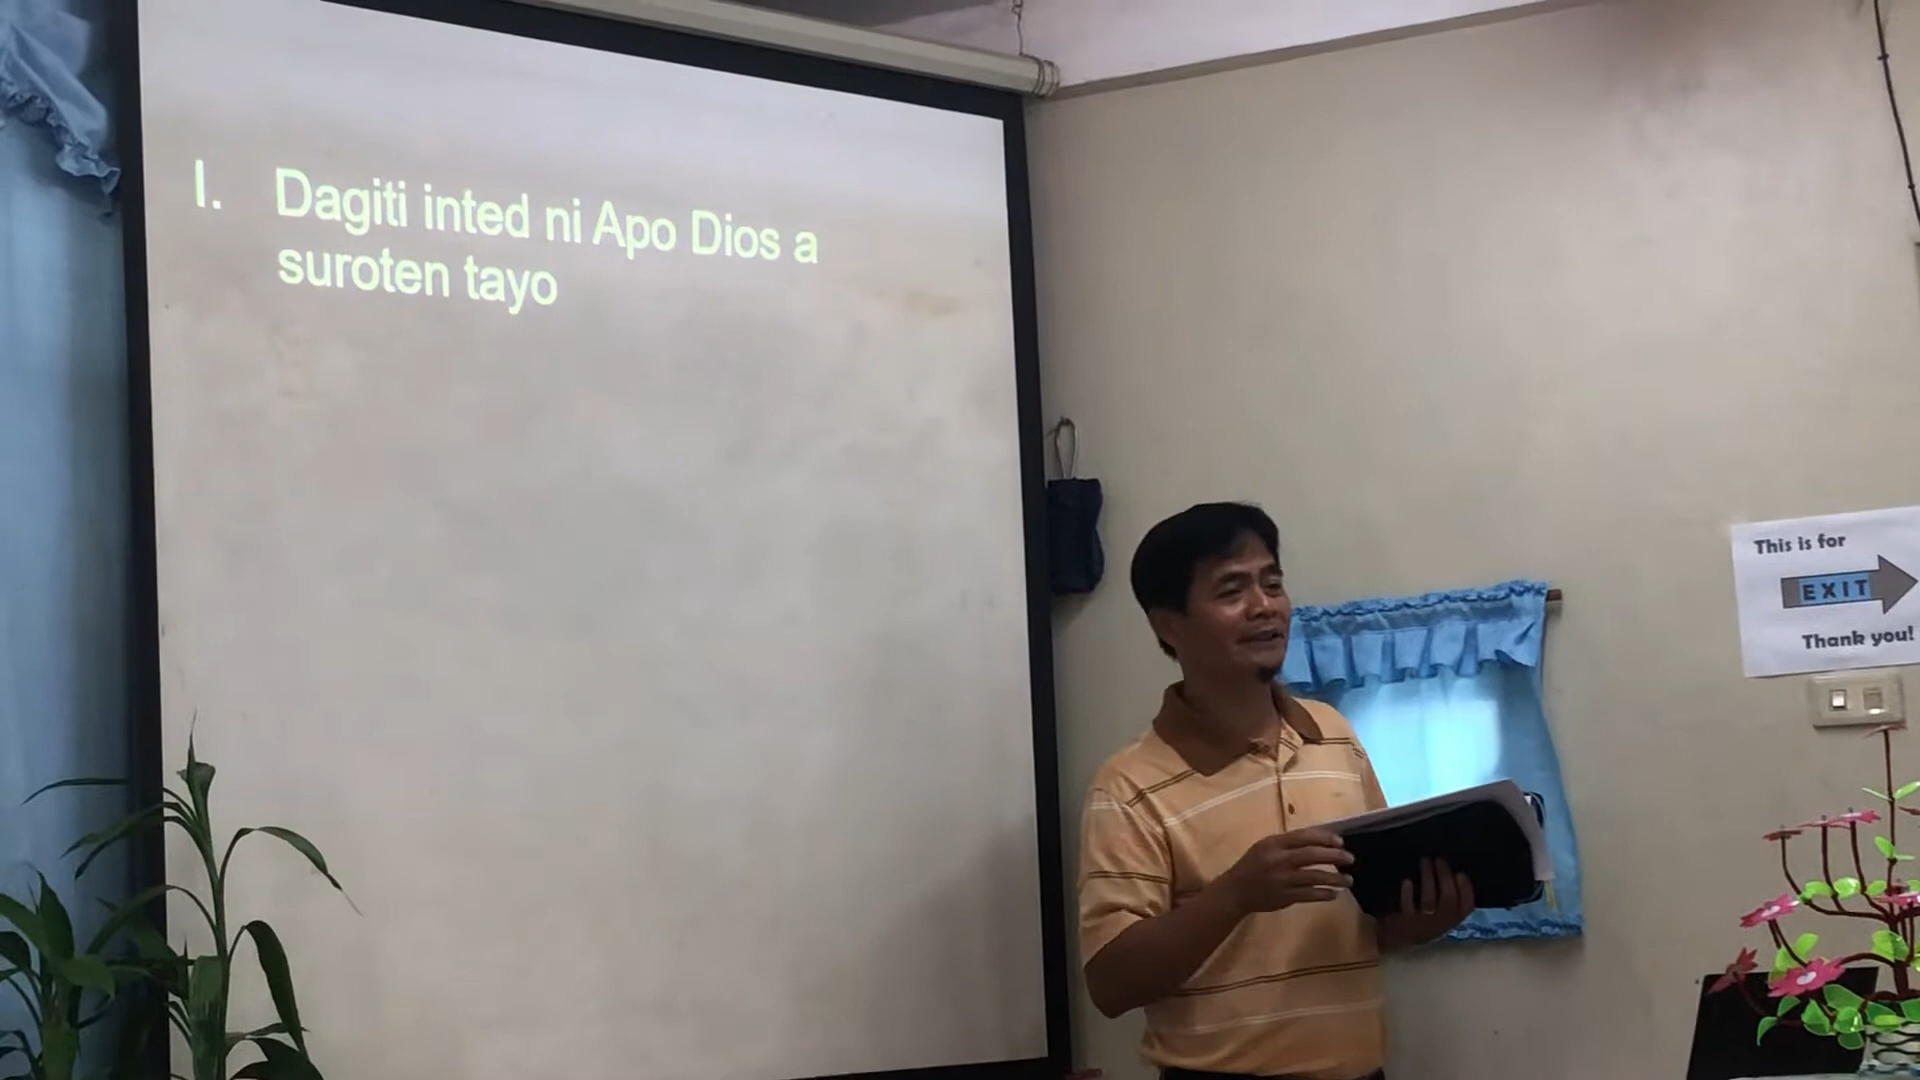 I. Dagiti inted ni Apo Dios a
suroten tayo
This is for
EXIT
Thank you!